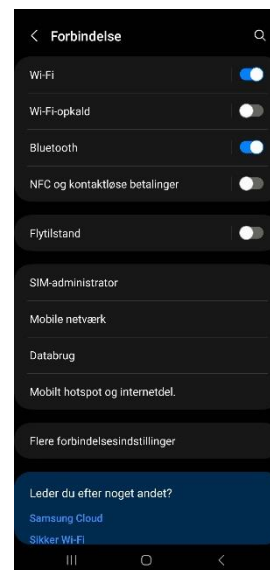 Forbindelse
Wi-Fi
Wi-Fi-opkald
Bluetooth
NFC og kontaktløse betalinger
Flytilstand
SIM-administrator
Mobile netværk
Databrug
Mobilt hotspot og internetdel.
Flere forbindelsesindstillinger
Leder du efter noget andet?
Samsung Cloud
Sikker Wi-Fi